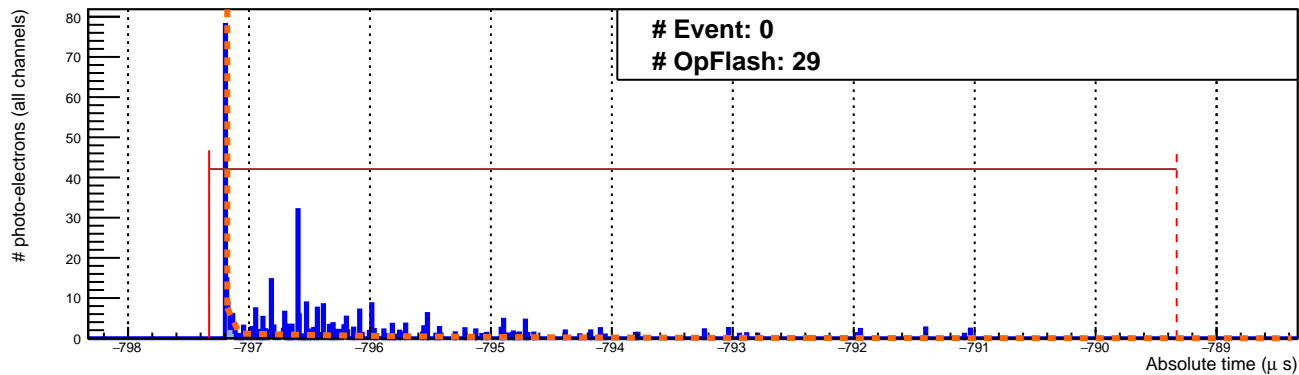 # Event: 0
# OpFlash: 29
# photo-electrons (all channels)
80
70
60
50
40
30
20
10
0
−798 −797 −796 −795 −794 −793 −792 −791 −790 −789
Absolute time (μ s)